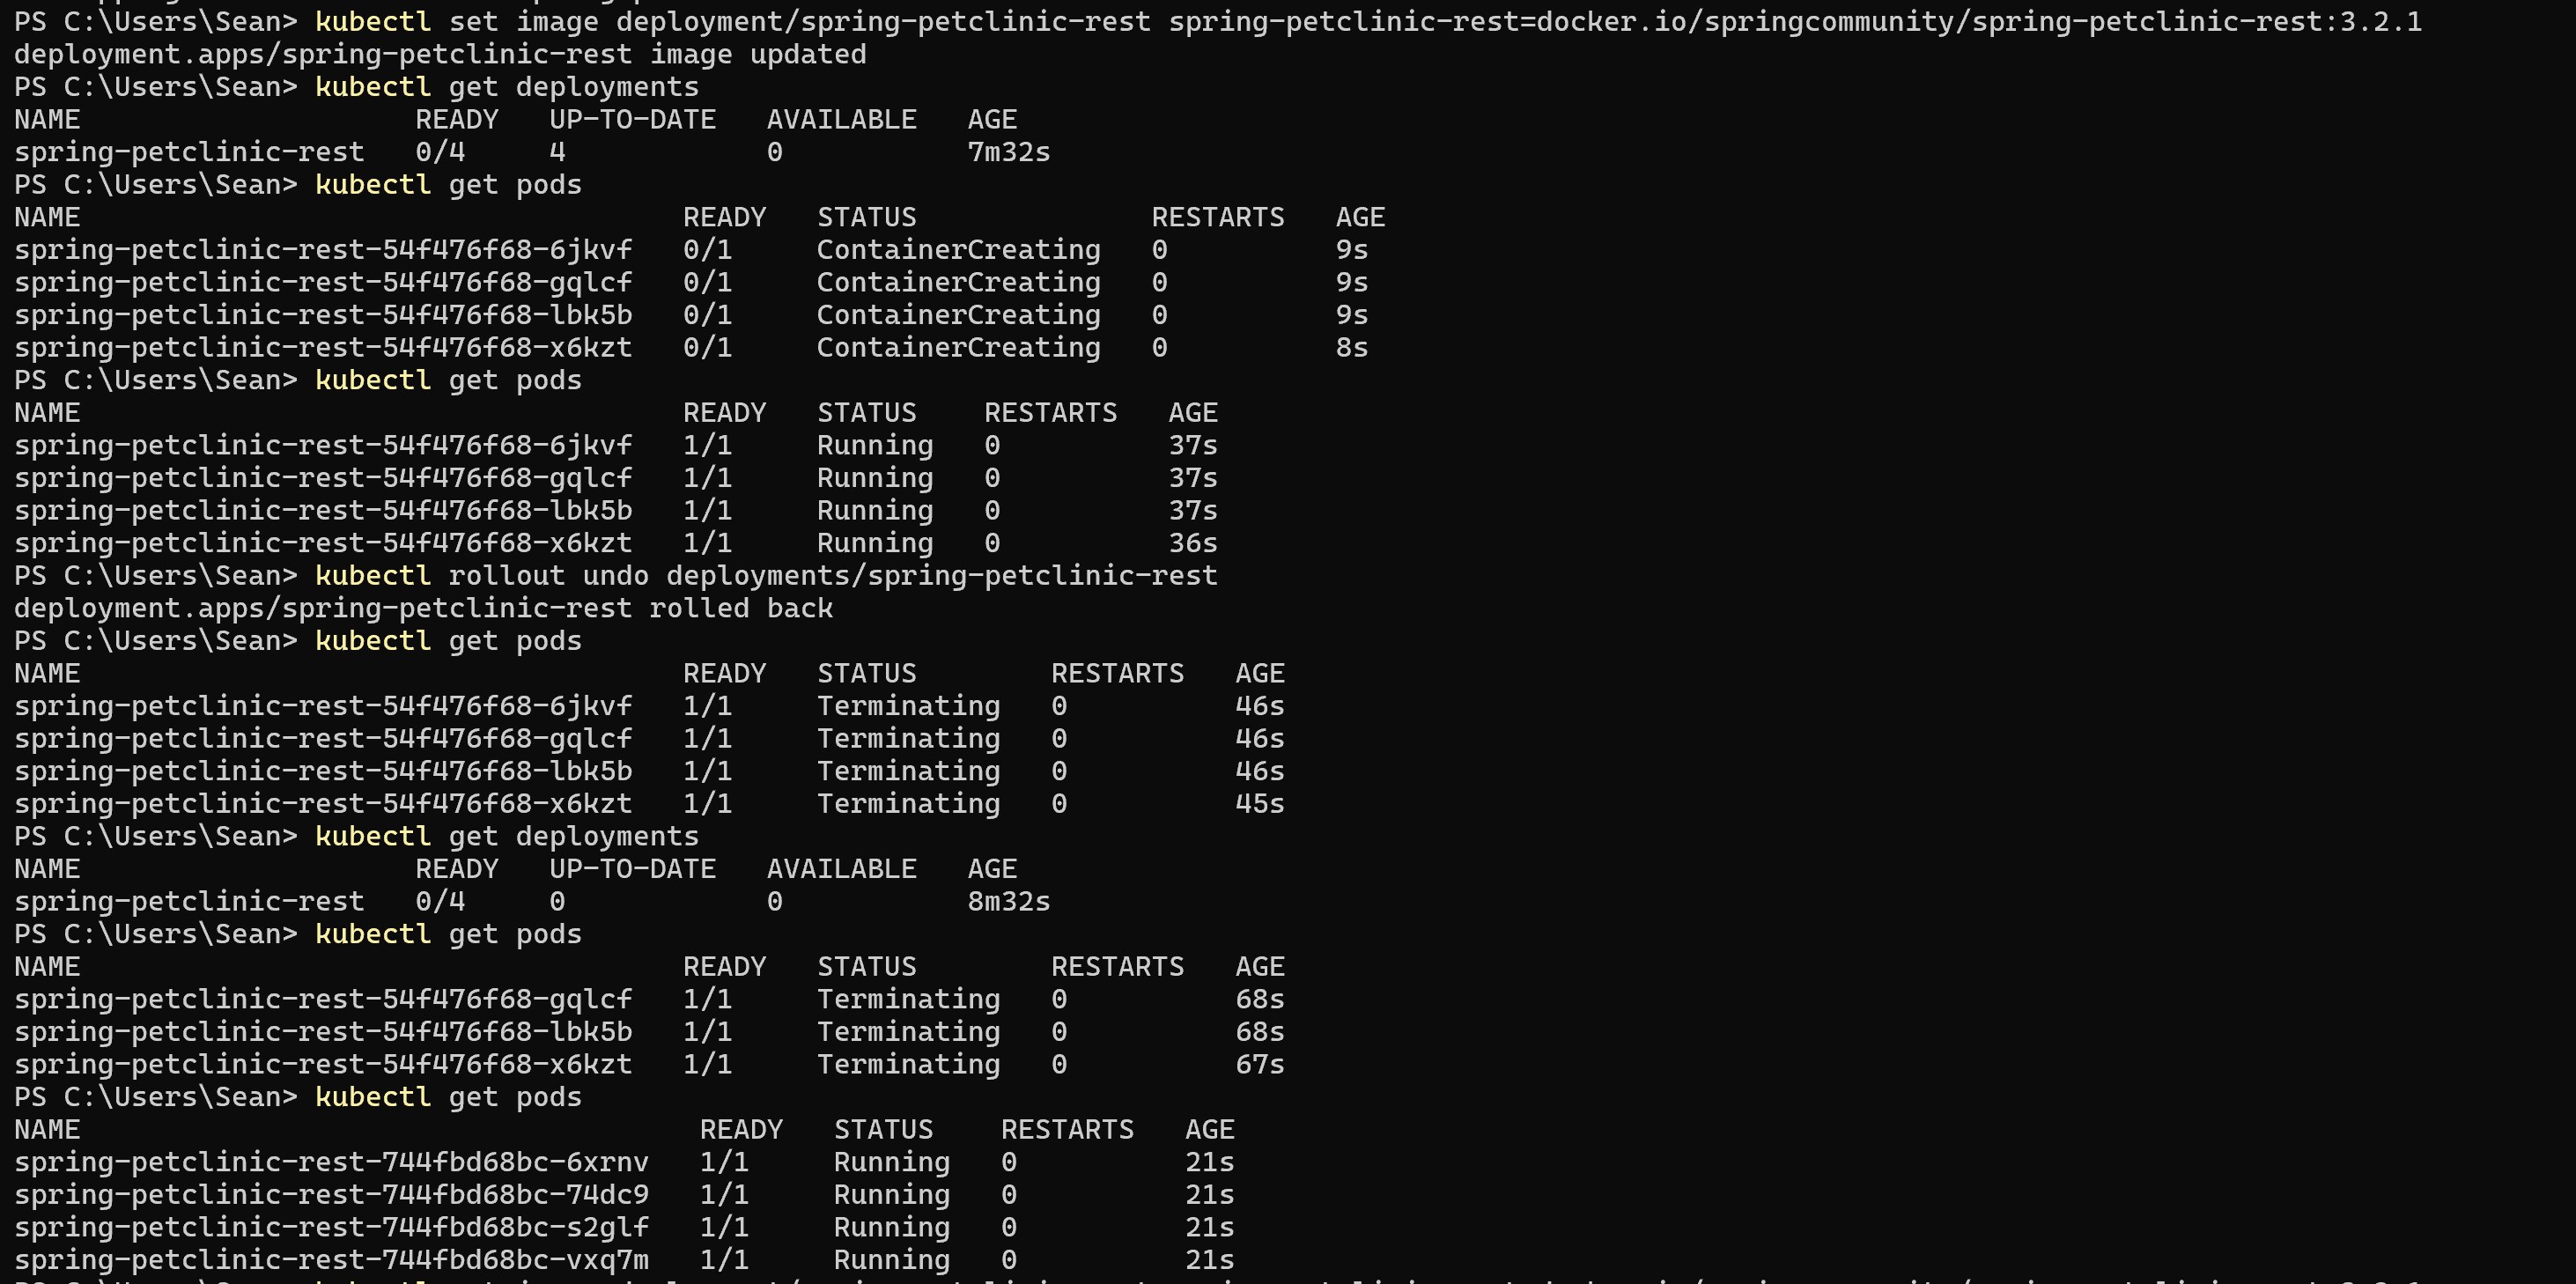 PS C:\Users\Sean> kubectl set image deployment/spring-petclinic-rest spring-petclinic-rest=docker.io/springcommunity/spring-petclinic-rest:3.2.1
deployment.apps/spring-petclinic-rest image updated
PS C:\Users\Sean> kubectl get deployments
NAME                    READY   UP-TO-DATE   AVAILABLE   AGE
spring-petclinic-rest   0/4     4            0           7m32s
PS C:\Users\Sean> kubectl get pods
NAME                                    READY   STATUS              RESTARTS   AGE
spring-petclinic-rest-54f476f68-6jkvf   0/1     ContainerCreating   0          9s
spring-petclinic-rest-54f476f68-gqlcf   0/1     ContainerCreating   0          9s
spring-petclinic-rest-54f476f68-lbk5b   0/1     ContainerCreating   0          9s
spring-petclinic-rest-54f476f68-x6kzt   0/1     ContainerCreating   0          8s
PS C:\Users\Sean> kubectl get pods
NAME                                    READY   STATUS    RESTARTS   AGE
spring-petclinic-rest-54f476f68-6jkvf   1/1     Running   0          37s
spring-petclinic-rest-54f476f68-gqlcf   1/1     Running   0          37s
spring-petclinic-rest-54f476f68-lbk5b   1/1     Running   0          37s
spring-petclinic-rest-54f476f68-x6kzt   1/1     Running   0          36s
PS C:\Users\Sean> kubectl rollout undo deployments/spring-petclinic-rest
deployment.apps/spring-petclinic-rest rolled back
PS C:\Users\Sean> kubectl get pods
NAME                                    READY   STATUS        RESTARTS   AGE
spring-petclinic-rest-54f476f68-6jkvf   1/1     Terminating   0          46s
spring-petclinic-rest-54f476f68-gqlcf   1/1     Terminating   0          46s
spring-petclinic-rest-54f476f68-lbk5b   1/1     Terminating   0          46s
spring-petclinic-rest-54f476f68-x6kzt   1/1     Terminating   0          45s
PS C:\Users\Sean> kubectl get deployments
NAME                    READY   UP-TO-DATE   AVAILABLE   AGE
spring-petclinic-rest   0/4     0            0           8m32s
PS C:\Users\Sean> kubectl get pods
NAME                                    READY   STATUS        RESTARTS   AGE
spring-petclinic-rest-54f476f68-gqlcf   1/1     Terminating   0          68s
spring-petclinic-rest-54f476f68-lbk5b   1/1     Terminating   0          68s
spring-petclinic-rest-54f476f68-x6kzt   1/1     Terminating   0          67s
PS C:\Users\Sean> kubectl get pods
NAME                                     READY   STATUS    RESTARTS   AGE
spring-petclinic-rest-744fbd68bc-6xrnv   1/1     Running   0          21s
spring-petclinic-rest-744fbd68bc-74dc9   1/1     Running   0          21s
spring-petclinic-rest-744fbd68bc-s2glf   1/1     Running   0          21s
spring-petclinic-rest-744fbd68bc-vxq7m   1/1     Running   0          21s